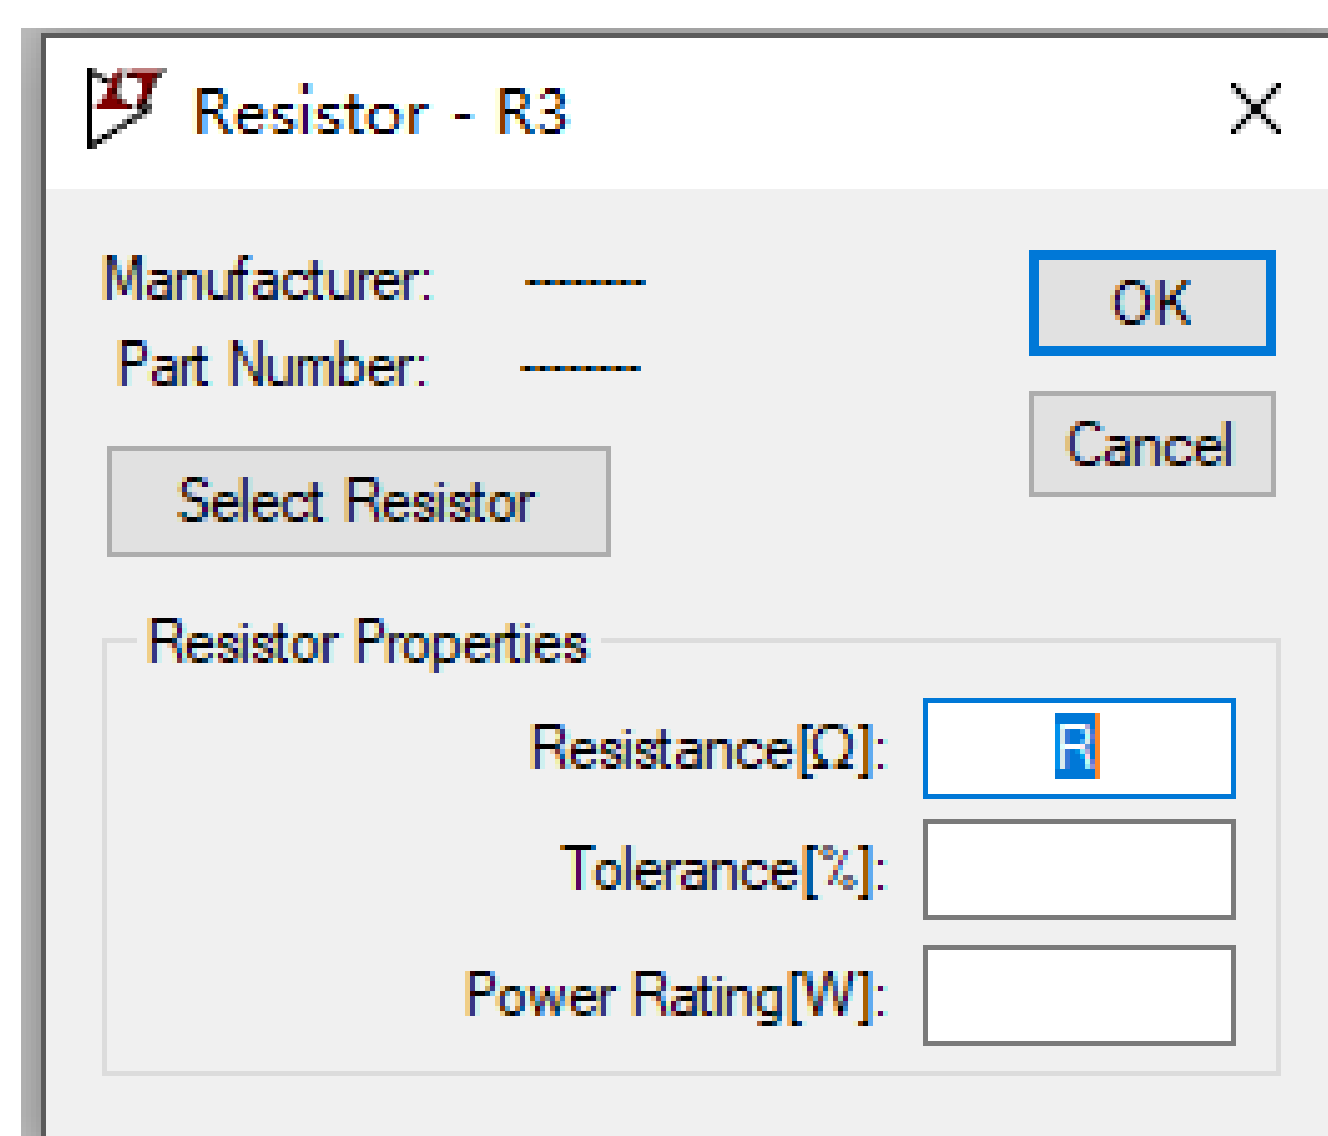 Resistor - R3
Manufacturer: --------
OK
Part Number: --------
Cancel
Select Resistor
Resistor Properties
Resistance[Ω]: R
Tolerance[%]:
Power Rating[W]: